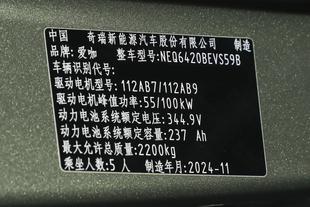 中国 奇瑞新能源汽车股份有限公司 制造
品牌:爱咖 整车型号:NEQ6420BEVS59B
车辆识别代号:
驱动电机型号:112AB7/112AB9
驱动电机峰值功率:55/100kW
动力电池系统额定电压:344.9V
动力电池系统额定容量:237 Ah
最大允许总质量:2200kg
乘坐人数:5人 制造年月:2024-11